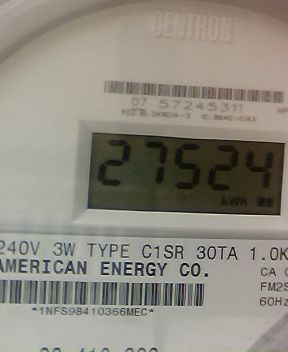 CENTRON®
07 57245311
27524
kWh
240V 3W TYPE C1SR 30TA 1.0K
AMERICAN ENERGY CO.
CA
FM2S
60Hz
*1NFS98410366MEC*